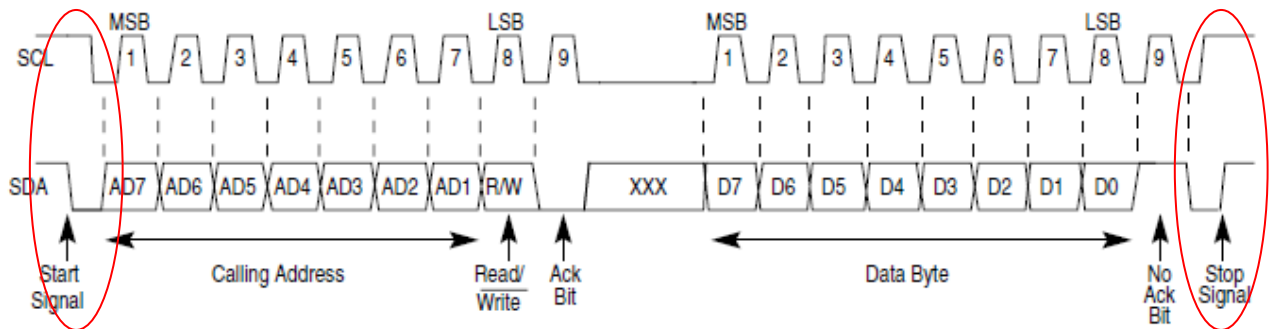 MSB LSB MSB LSB
SCL 1 2 3 4 5 6 7 8 9 1 2 3 4 5 6 7 8 9
SDA AD7 AD6 AD5 AD4 AD3 AD2 AD1 R/W XXX D7 D6 D5 D4 D3 D2 D1 D0
Start Signal
Calling Address
Read/
Write
Ack
Bit
Data Byte
No
Ack
Bit
Stop
Signal